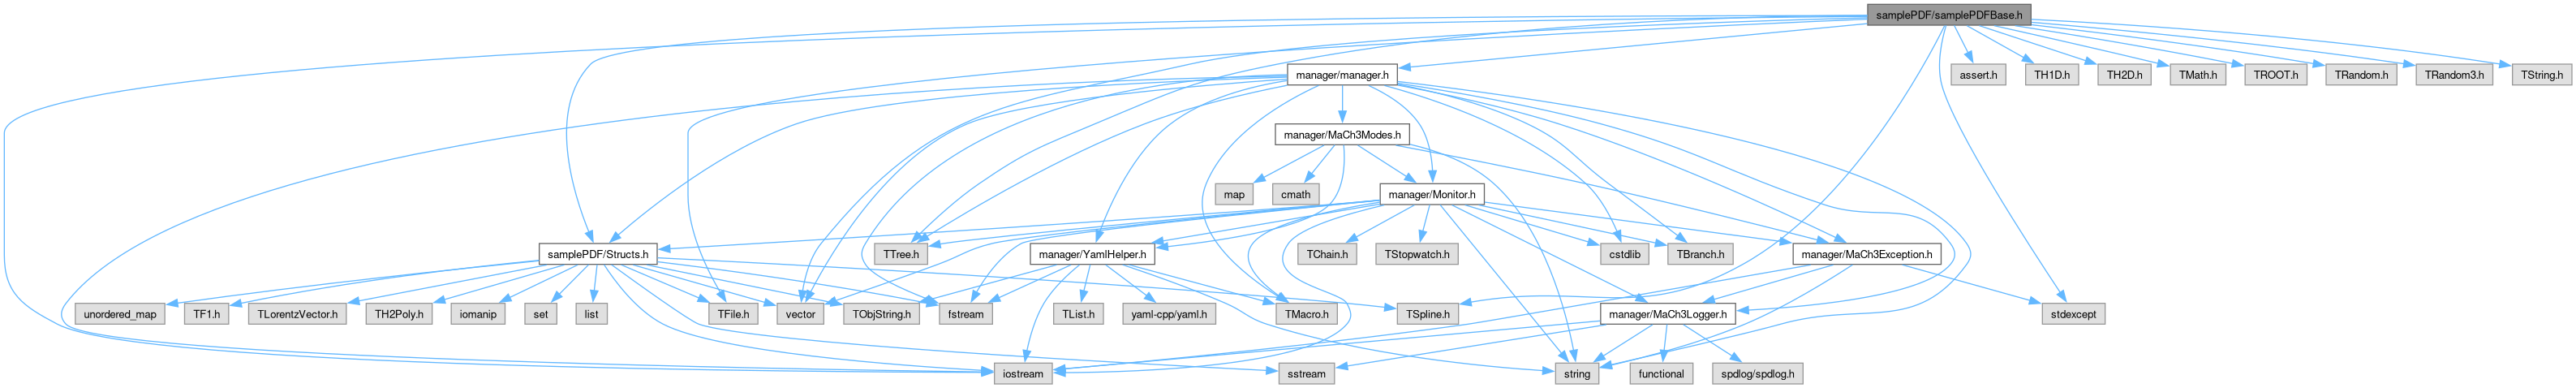 samplePDF/samplePDFBase.h
manager/manager.h
assert.h
TH1D.h
TH2D.h
TMath.h
TROOT.h
TRandom.h
TRandom3.h
TString.h
manager/MaCh3Modes.h
map
cmath
manager/Monitor.h
samplePDF/Structs.h
TTree.h
manager/YamlHelper.h
TChain.h
TStopwatch.h
cstdlib
TBranch.h
manager/MaCh3Exception.h
unordered_map
TF1.h
TLorentzVector.h
TH2Poly.h
iomanip
set
list
TFile.h
vector
TObjString.h
fstream
TList.h
yaml-cpp/yaml.h
TMacro.h
TSpline.h
manager/MaCh3Logger.h
stdexcept
iostream
sstream
string
functional
spdlog/spdlog.h